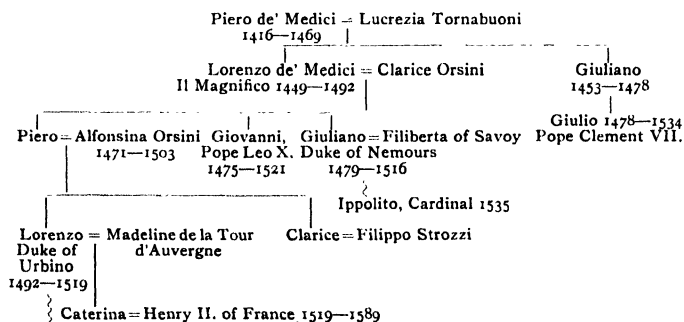 Piero de' Medici = Lucrezia Tornabuoni
1416—1469
Lorenzo de' Medici = Clarice Orsini
Il Magnifico 1449—1492
Giuliano
1453—1478
Giulio 1478—1534
Pope Clement VII.
Piero = Alfonsina Orsini
1471—1503
Giovanni,
Pope Leo X.
1475—1521
Giuliano = Filiberta of Savoy
Duke of Nemours
1479—1516
Ippolito, Cardinal 1535
Lorenzo = Madeline de la Tour
Duke of d'Auvergne
Urbino
1492—1519
Clarice = Filippo Strozzi
Caterina = Henry II. of France 1519—1589